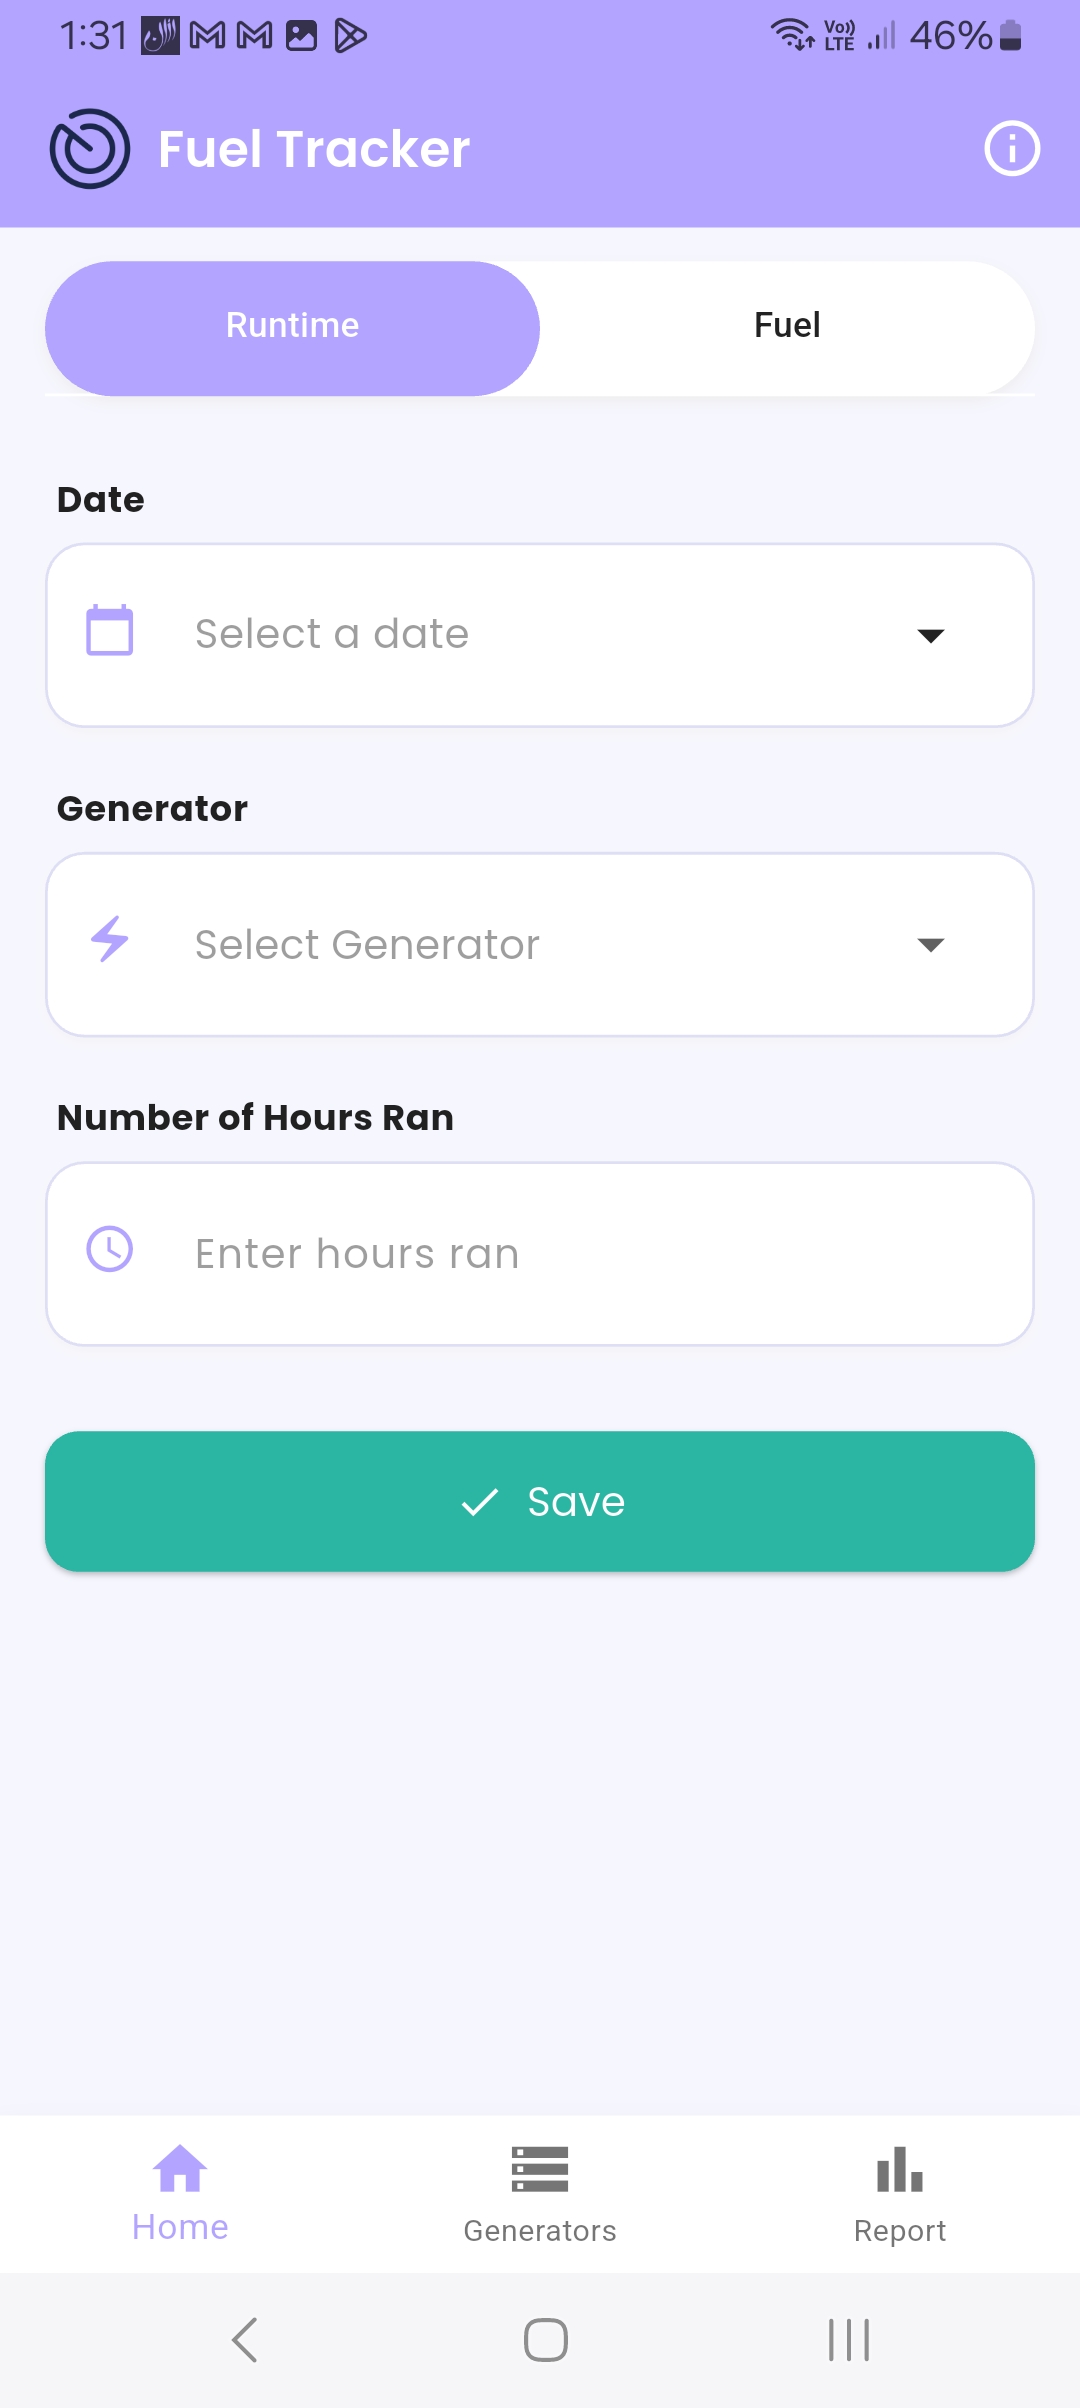 1:31 Vo)) LTE 46%
Fuel Tracker
Runtime Fuel
Date
Select a date
Generator
Select Generator
Number of Hours Ran
Enter hours ran
Save
Home Generators Report